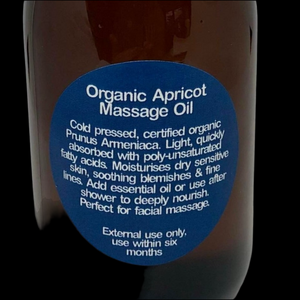 Organic Apricot
Massage Oil
Cold pressed, certified organic
Prunus Armeniaca. Light, quickly
absorbed with poly-unsaturated
fatty acids. Moisturises dry sensitive
skin, soothing blemishes & fine
lines. Add essential oil or use after
shower to deeply nourish.
Perfect for facial massage.
External use only,
use within six
months